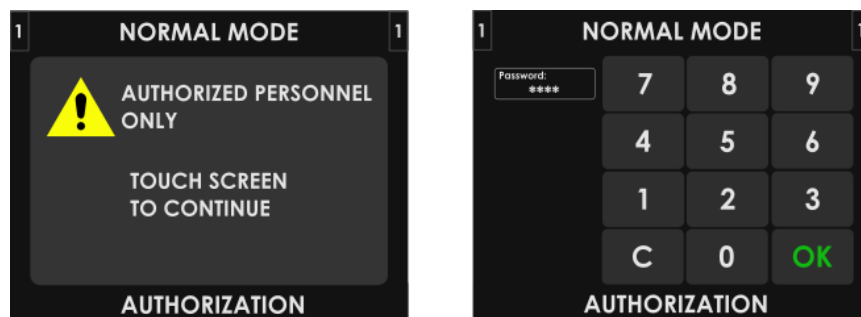 1 NORMAL MODE 1
AUTHORIZED PERSONNEL
ONLY
TOUCH SCREEN
TO CONTINUE
AUTHORIZATION
1 NORMAL MODE 1
Password:
****
7 8 9
4 5 6
1 2 3
C 0 OK
AUTHORIZATION